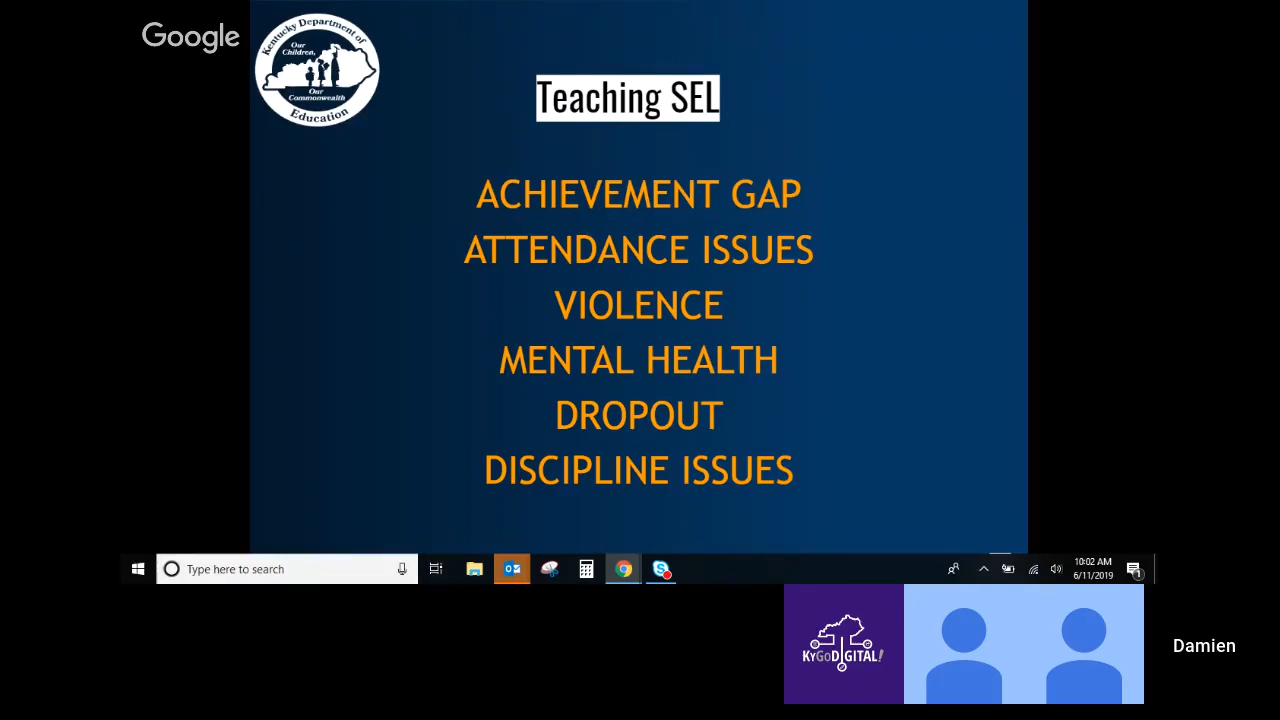 Google
Kentucky Department of
Our
Children,
Our
Commonwealth
Education
Teaching SEL
ACHIEVEMENT GAP
ATTENDANCE ISSUES
VIOLENCE
MENTAL HEALTH
DROPOUT
DISCIPLINE ISSUES
Type here to search
10:02 AM
6/11/2019
1
KYGODIGITAL!
Damien